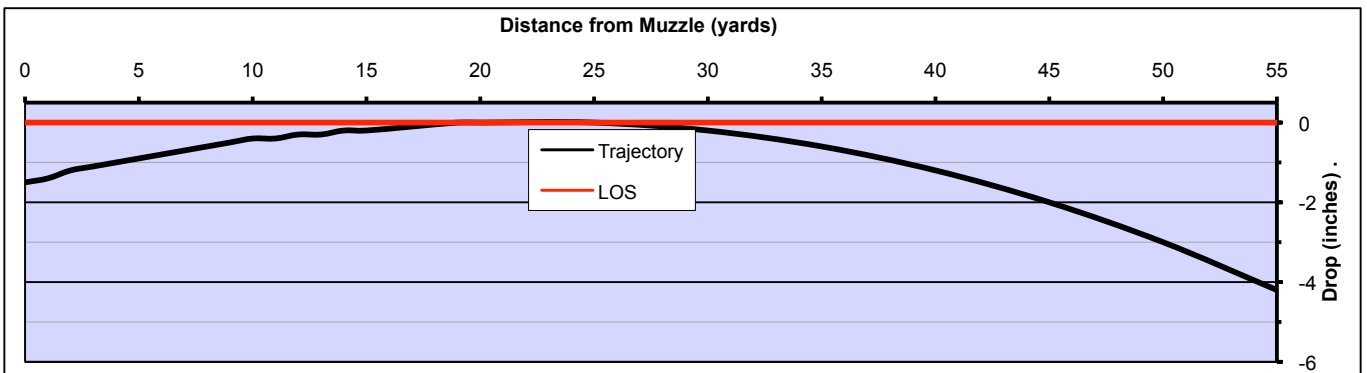 Distance from Muzzle (yards)
0 5 10 15 20 25 30 35 40 45 50 55
0
-2
-4
-6
Drop (inches) .
Trajectory
LOS